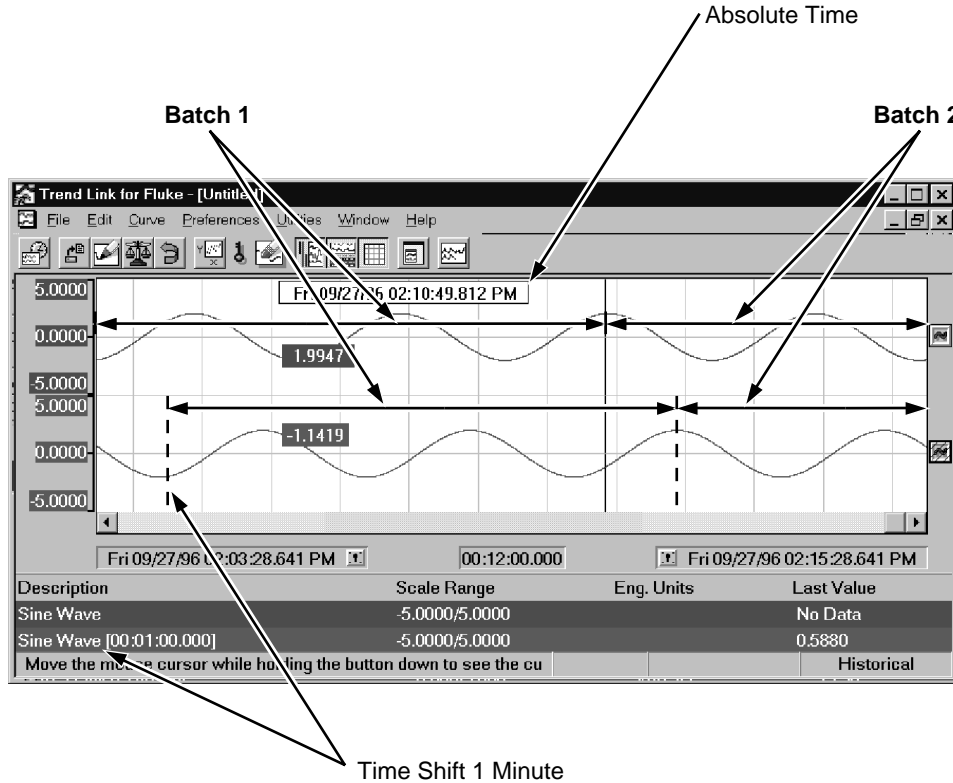 Absolute Time
Batch 1
Batch 2
Trend Link for Fluke - [Untitled]
File Edit Curve Preferences Utilities Window Help
5.0000
Fri 09/27/96 02:10:49.812 PM
0.0000
1.9947
-5.0000
5.0000
-1.1419
0.0000
-5.0000
Fri 09/27/96 02:03:28.641 PM 00:12:00.000 Fri 09/27/96 02:15:28.641 PM
Description Scale Range Eng. Units Last Value
Sine Wave -5.0000/5.0000 No Data
Sine Wave [00:01:00.000] -5.0000/5.0000 0.5880
Move the mouse cursor while holding the button down to see the cu Historical
Time Shift 1 Minute